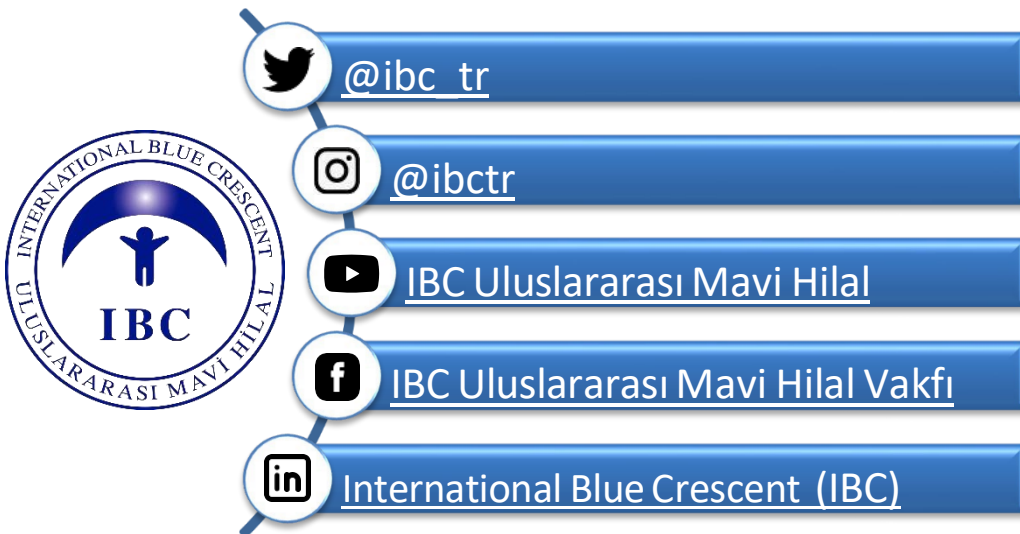 @ibc_tr
@ibctr
INTERNATIONAL BLUE CRESCENT
IBC
ULUSLARARASI MAVİ HİLAL
IBC Uluslararası Mavi Hilal
IBC Uluslararası Mavi Hilal Vakfı
International Blue Crescent (IBC)